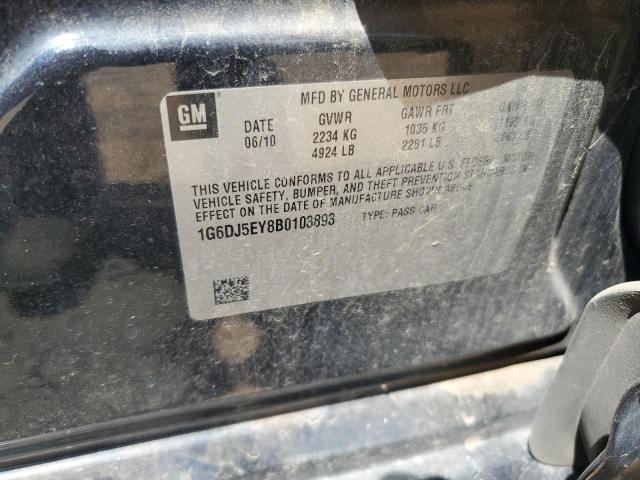 GM
MFD BY GENERAL MOTORS LLC
DATE GVWR GAWR FRT
06/10 2234 KG 1035 KG
4924 LB 2281 LB
THIS VEHICLE CONFORMS TO ALL APPLICABLE U.S. FEDERAL MOTOR
VEHICLE SAFETY, BUMPER, AND THEFT PREVENTION STANDARDS IN
EFFECT ON THE DATE OF MANUFACTURE SHOWN ABOVE
1G6DJ5EY8B0103893 TYPE: PASS CAR